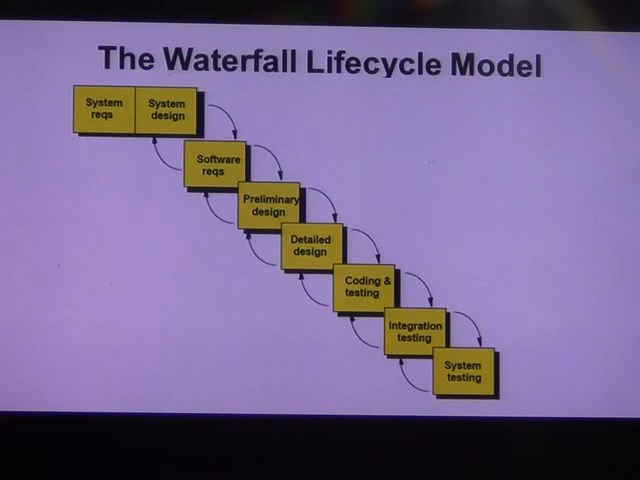 The Waterfall Lifecycle Model
System
reqs
System
design
Software
reqs
Preliminary
design
Detailed
design
Coding &
testing
Integration
testing
System
testing